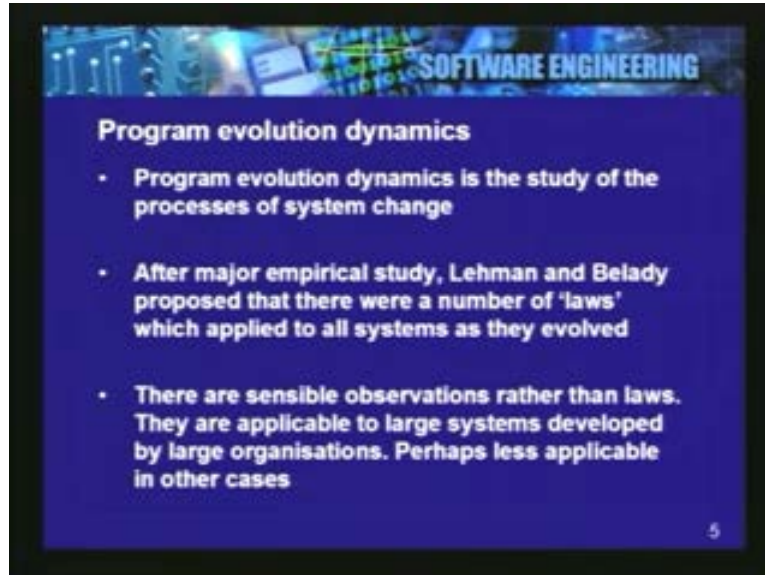 SOFTWARE ENGINEERING
Program evolution dynamics
• Program evolution dynamics is the study of the
processes of system change
• After major empirical study, Lehman and Belady
proposed that there were a number of ‘laws’
which applied to all systems as they evolved
• There are sensible observations rather than laws.
They are applicable to large systems developed
by large organisations. Perhaps less applicable
in other cases
5